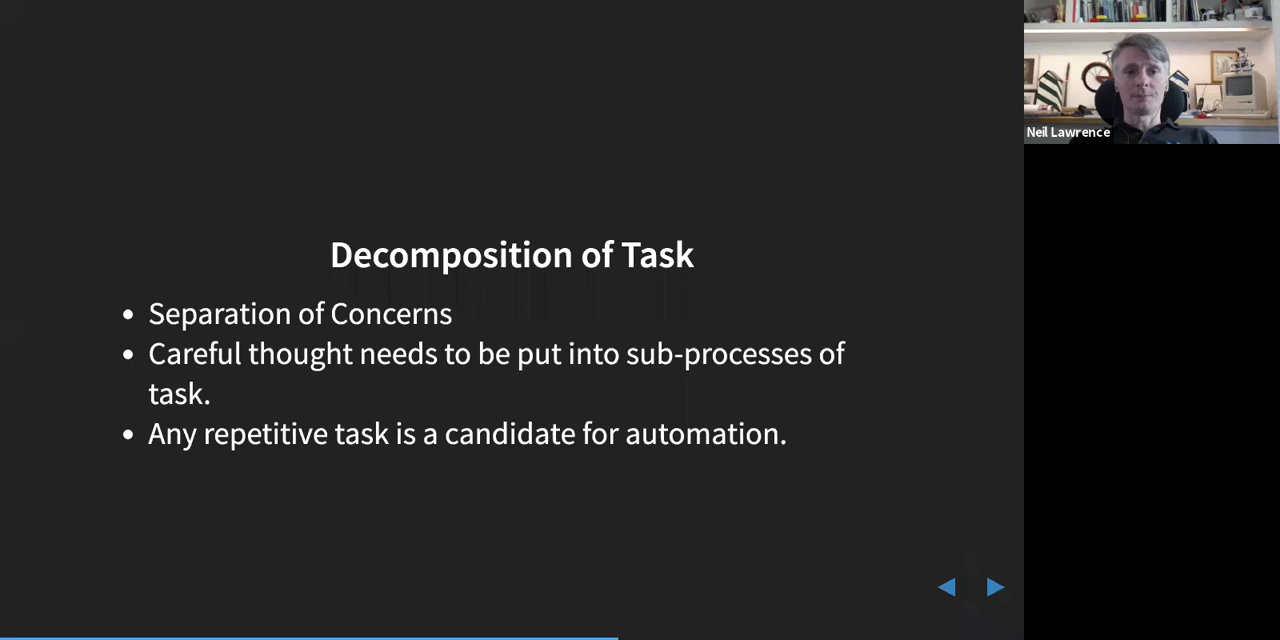 Decomposition of Task
• Separation of Concerns
• Careful thought needs to be put into sub-processes of
task.
• Any repetitive task is a candidate for automation.
Neil Lawrence